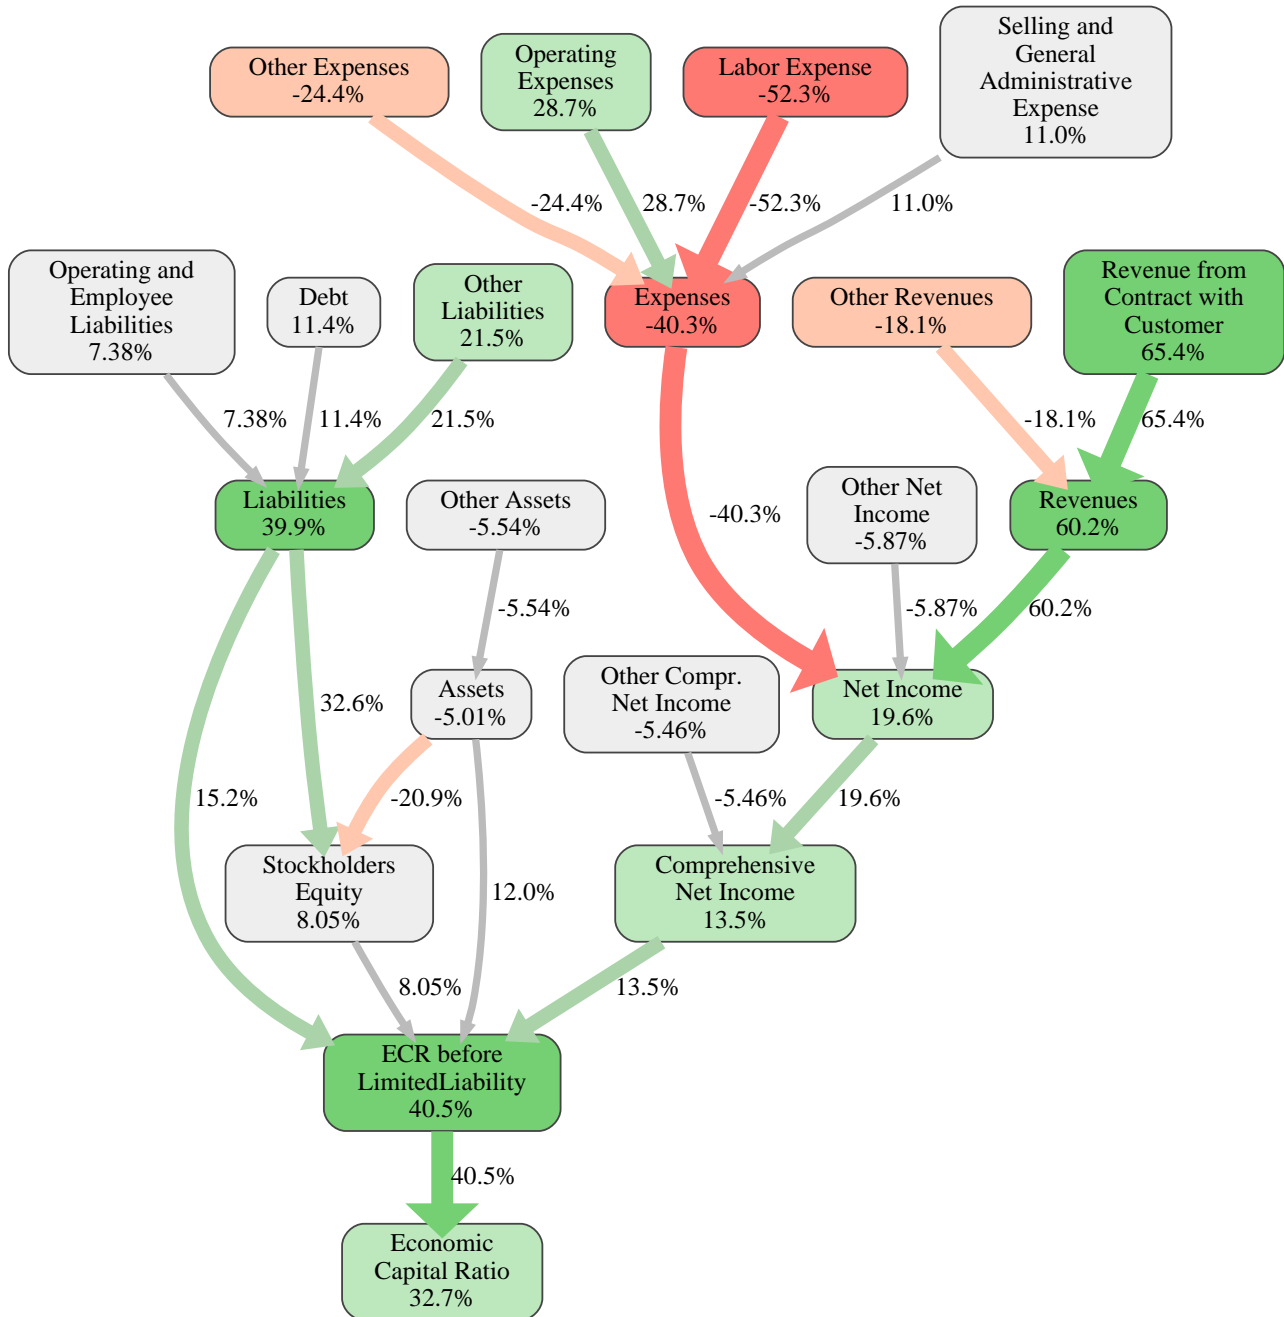 Selling and
General
Administrative
Expense
11.0%
Other Expenses
-24.4%
Operating
Expenses
28.7%
Labor Expense
-52.3%
-24.4%
28.7%
-52.3%
11.0%
Operating and
Employee
Liabilities
7.38%
Debt
11.4%
Other
Liabilities
21.5%
Expenses
-40.3%
Other Revenues
-18.1%
Revenue from
Contract with
Customer
65.4%
7.38%
11.4%
21.5%
-18.1%
65.4%
Liabilities
39.9%
Other Assets
-5.54%
-40.3%
Other Net
Income
-5.87%
Revenues
60.2%
-5.54%
-5.87%
60.2%
32.6%
Assets
-5.01%
Other Compr.
Net Income
-5.46%
Net Income
19.6%
15.2%
-20.9%
-5.46%
19.6%
Stockholders
Equity
8.05%
12.0%
Comprehensive
Net Income
13.5%
8.05%
13.5%
ECR before
LimitedLiability
40.5%
40.5%
Economic
Capital Ratio
32.7%